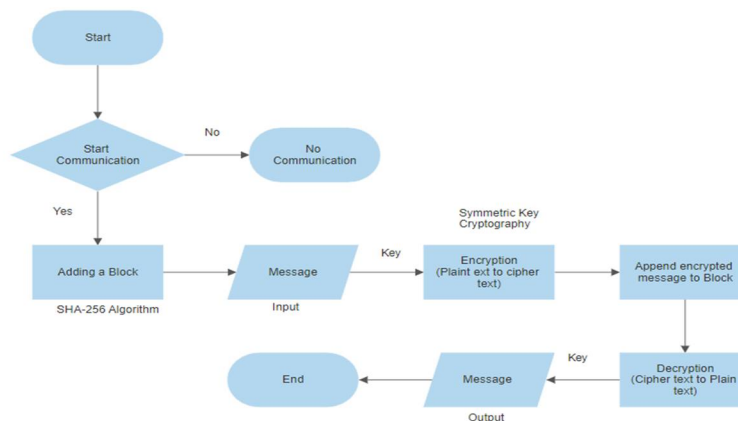 Start
Start
Communication
No
No
Communication
Yes
Adding a Block
SHA-256 Algorithm
Message
Input
Key
Symmetric Key
Cryptography
Encryption
(Plaint ext to cipher
text)
Append encrypted
message to Block
Decryption
(Cipher text to Plain
text)
Key
Message
Output
End